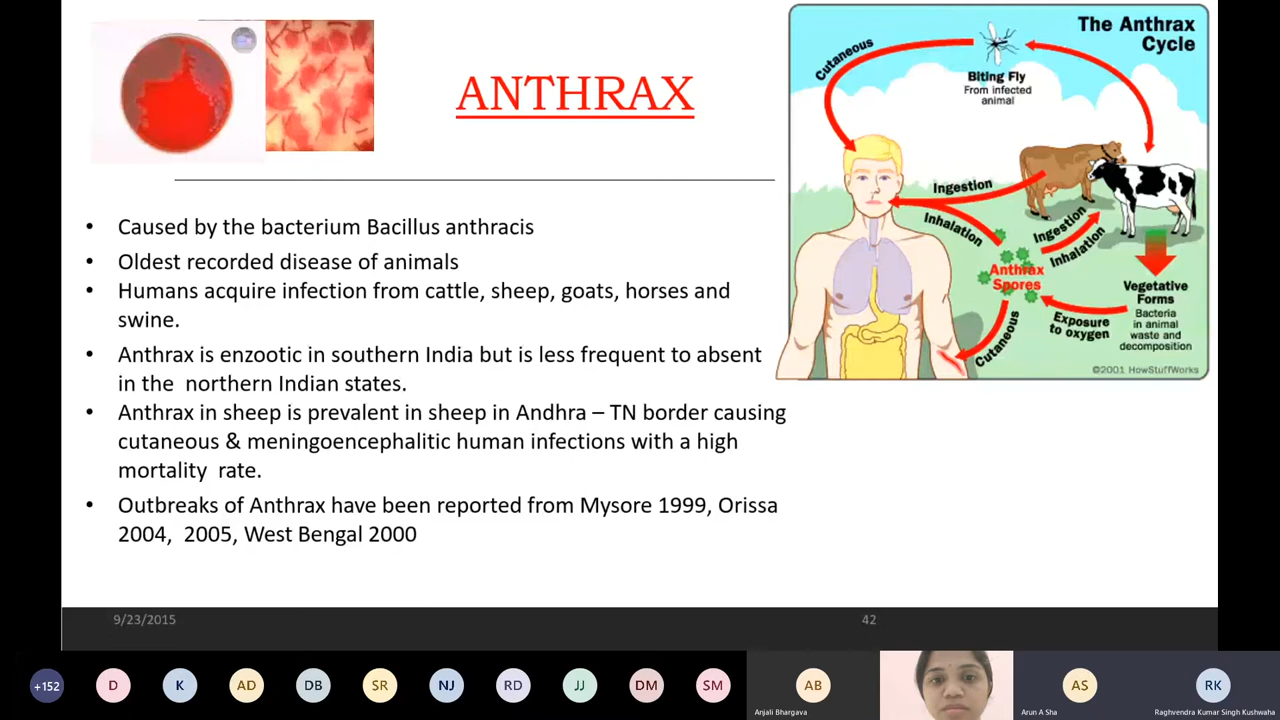 ANTHRAX
• Caused by the bacterium Bacillus anthracis
• Oldest recorded disease of animals
• Humans acquire infection from cattle, sheep, goats, horses and
swine.
• Anthrax is enzootic in southern India but is less frequent to absent
in the  northern Indian states.
• Anthrax in sheep is prevalent in sheep in Andhra – TN border causing
cutaneous & meningoencephalitic human infections with a high
mortality  rate.
• Outbreaks of Anthrax have been reported from Mysore 1999, Orissa
2004,  2005, West Bengal 2000
The Anthrax
Cycle
Cutaneous
Biting Fly
From infected
animal
Ingestion
Inhalation
Ingestion
Inhalation
Anthrax
Spores
Vegetative
Forms
Bacteria
in animal
waste and
decomposition
Exposure
to oxygen
Cutaneous
©2001 HowStuffWorks
9/23/2015
42
+152
D
K
AD
DB
SR
NJ
RD
JJ
DM
SM
AB
Anjali Bhargava
AS
Arun A Sha
RK
Raghvendra Kumar Singh Kushwaha